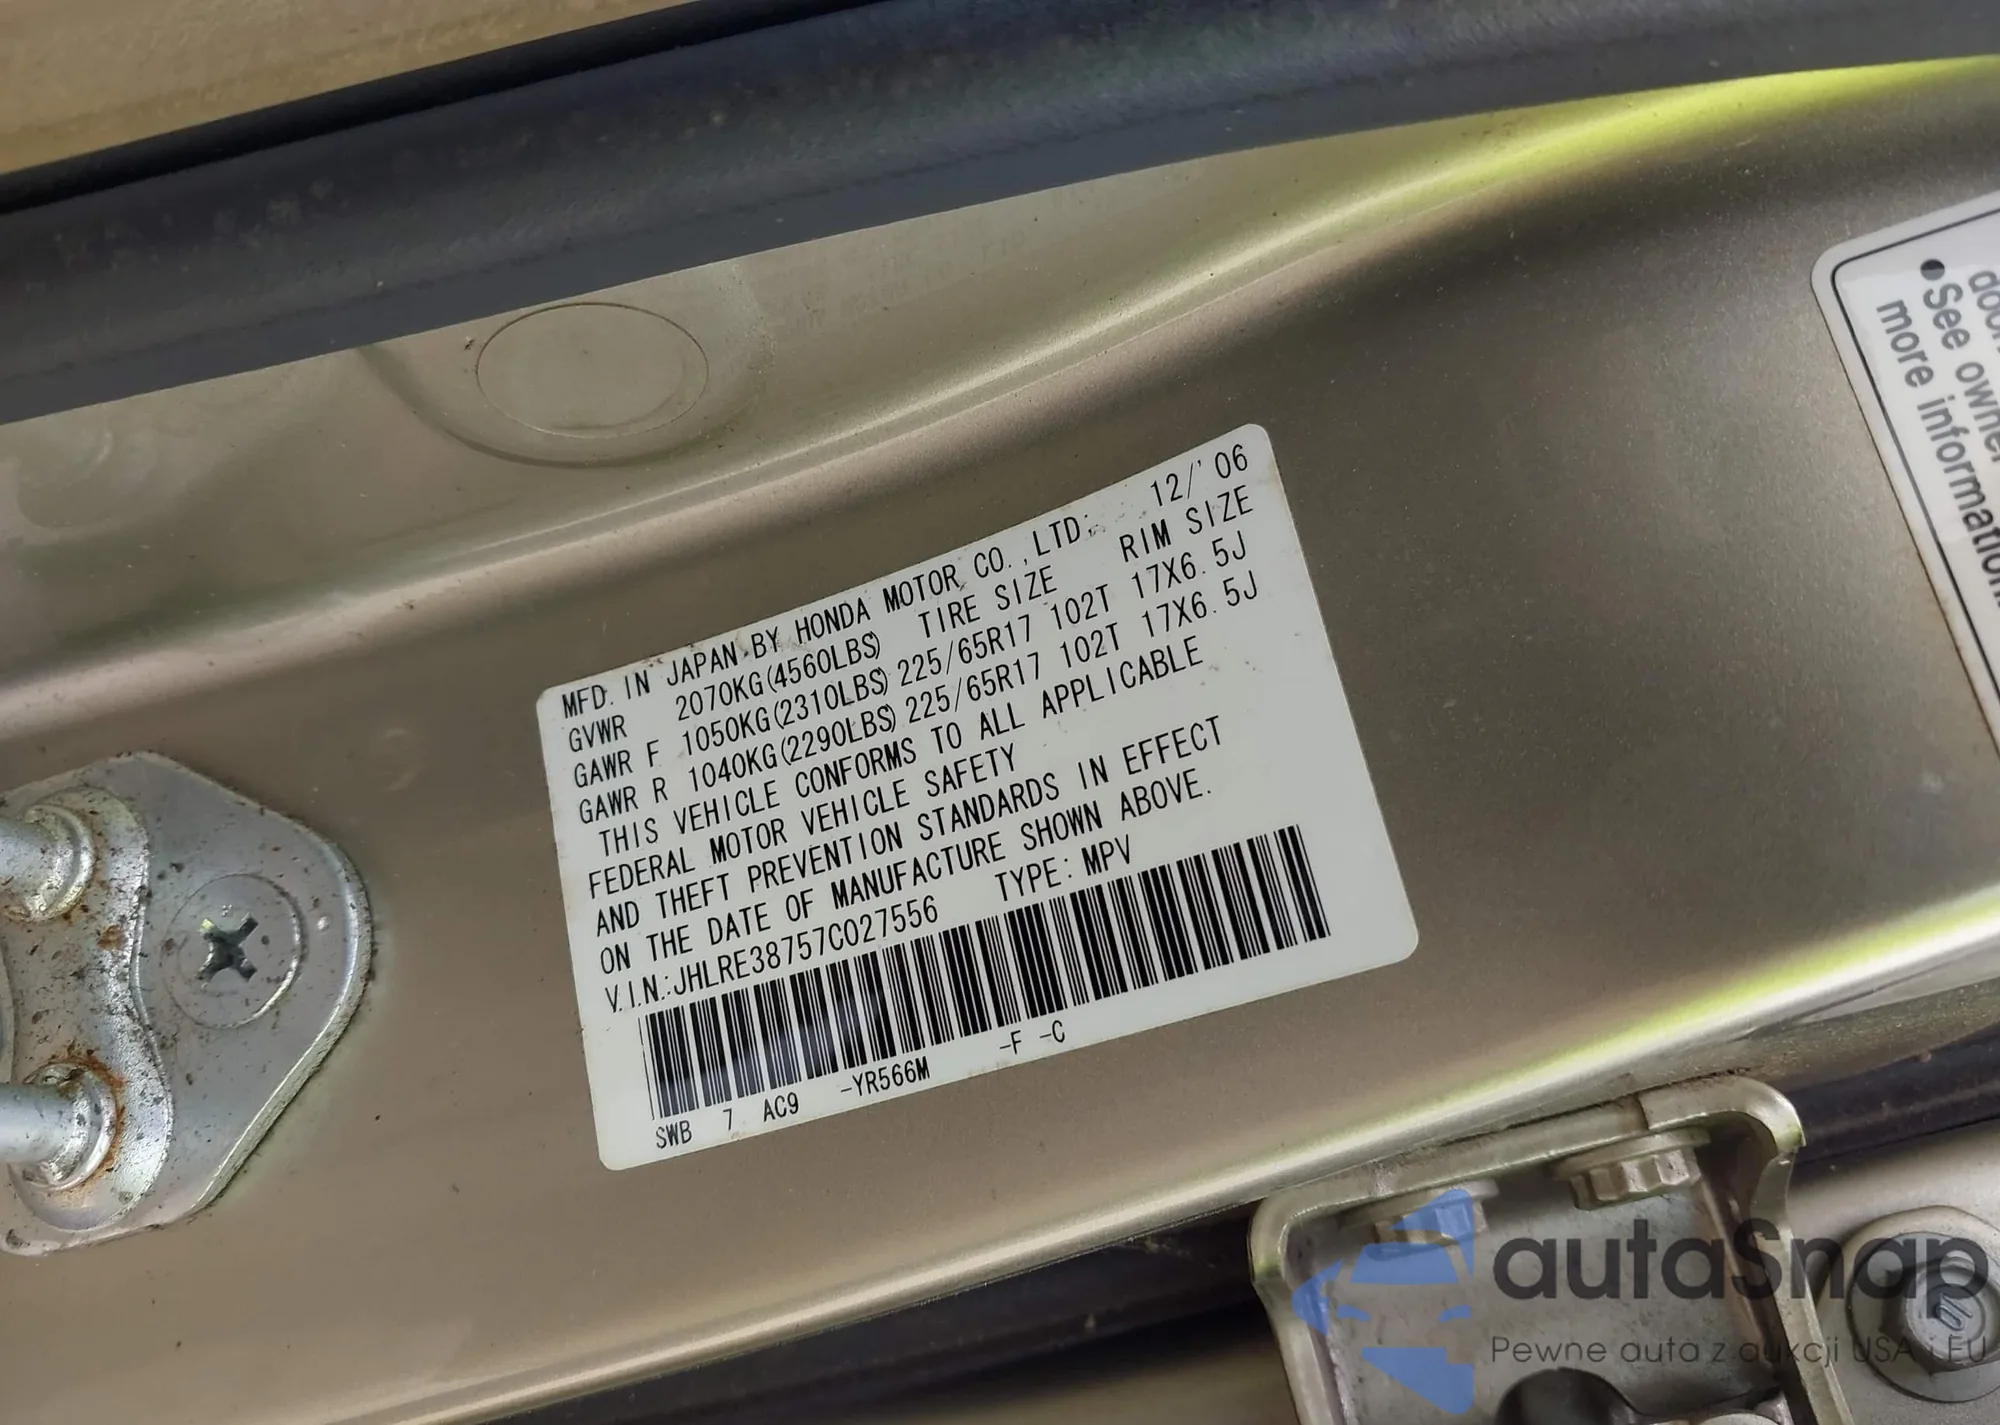 MFD. IN JAPAN BY HONDA MOTOR CO., LTD. 12/'06
GVWR 2070KG(4560LBS) TIRE SIZE RIM SIZE
GAWR F 1050KG(2310LBS) 225/65R17 102T 17X6.5J
GAWR R 1040KG(2290LBS) 225/65R17 102T 17X6.5J
THIS VEHICLE CONFORMS TO ALL APPLICABLE
FEDERAL MOTOR VEHICLE SAFETY
AND THEFT PREVENTION STANDARDS IN EFFECT
ON THE DATE OF MANUFACTURE SHOWN ABOVE.
V.I.N.:JHLRE38757C027556 TYPE: MPV
SWB 7 AC9 -YR566M -F -C
●See owner
more information.
autaSnap
Pewne auta z aukcji USA i EU